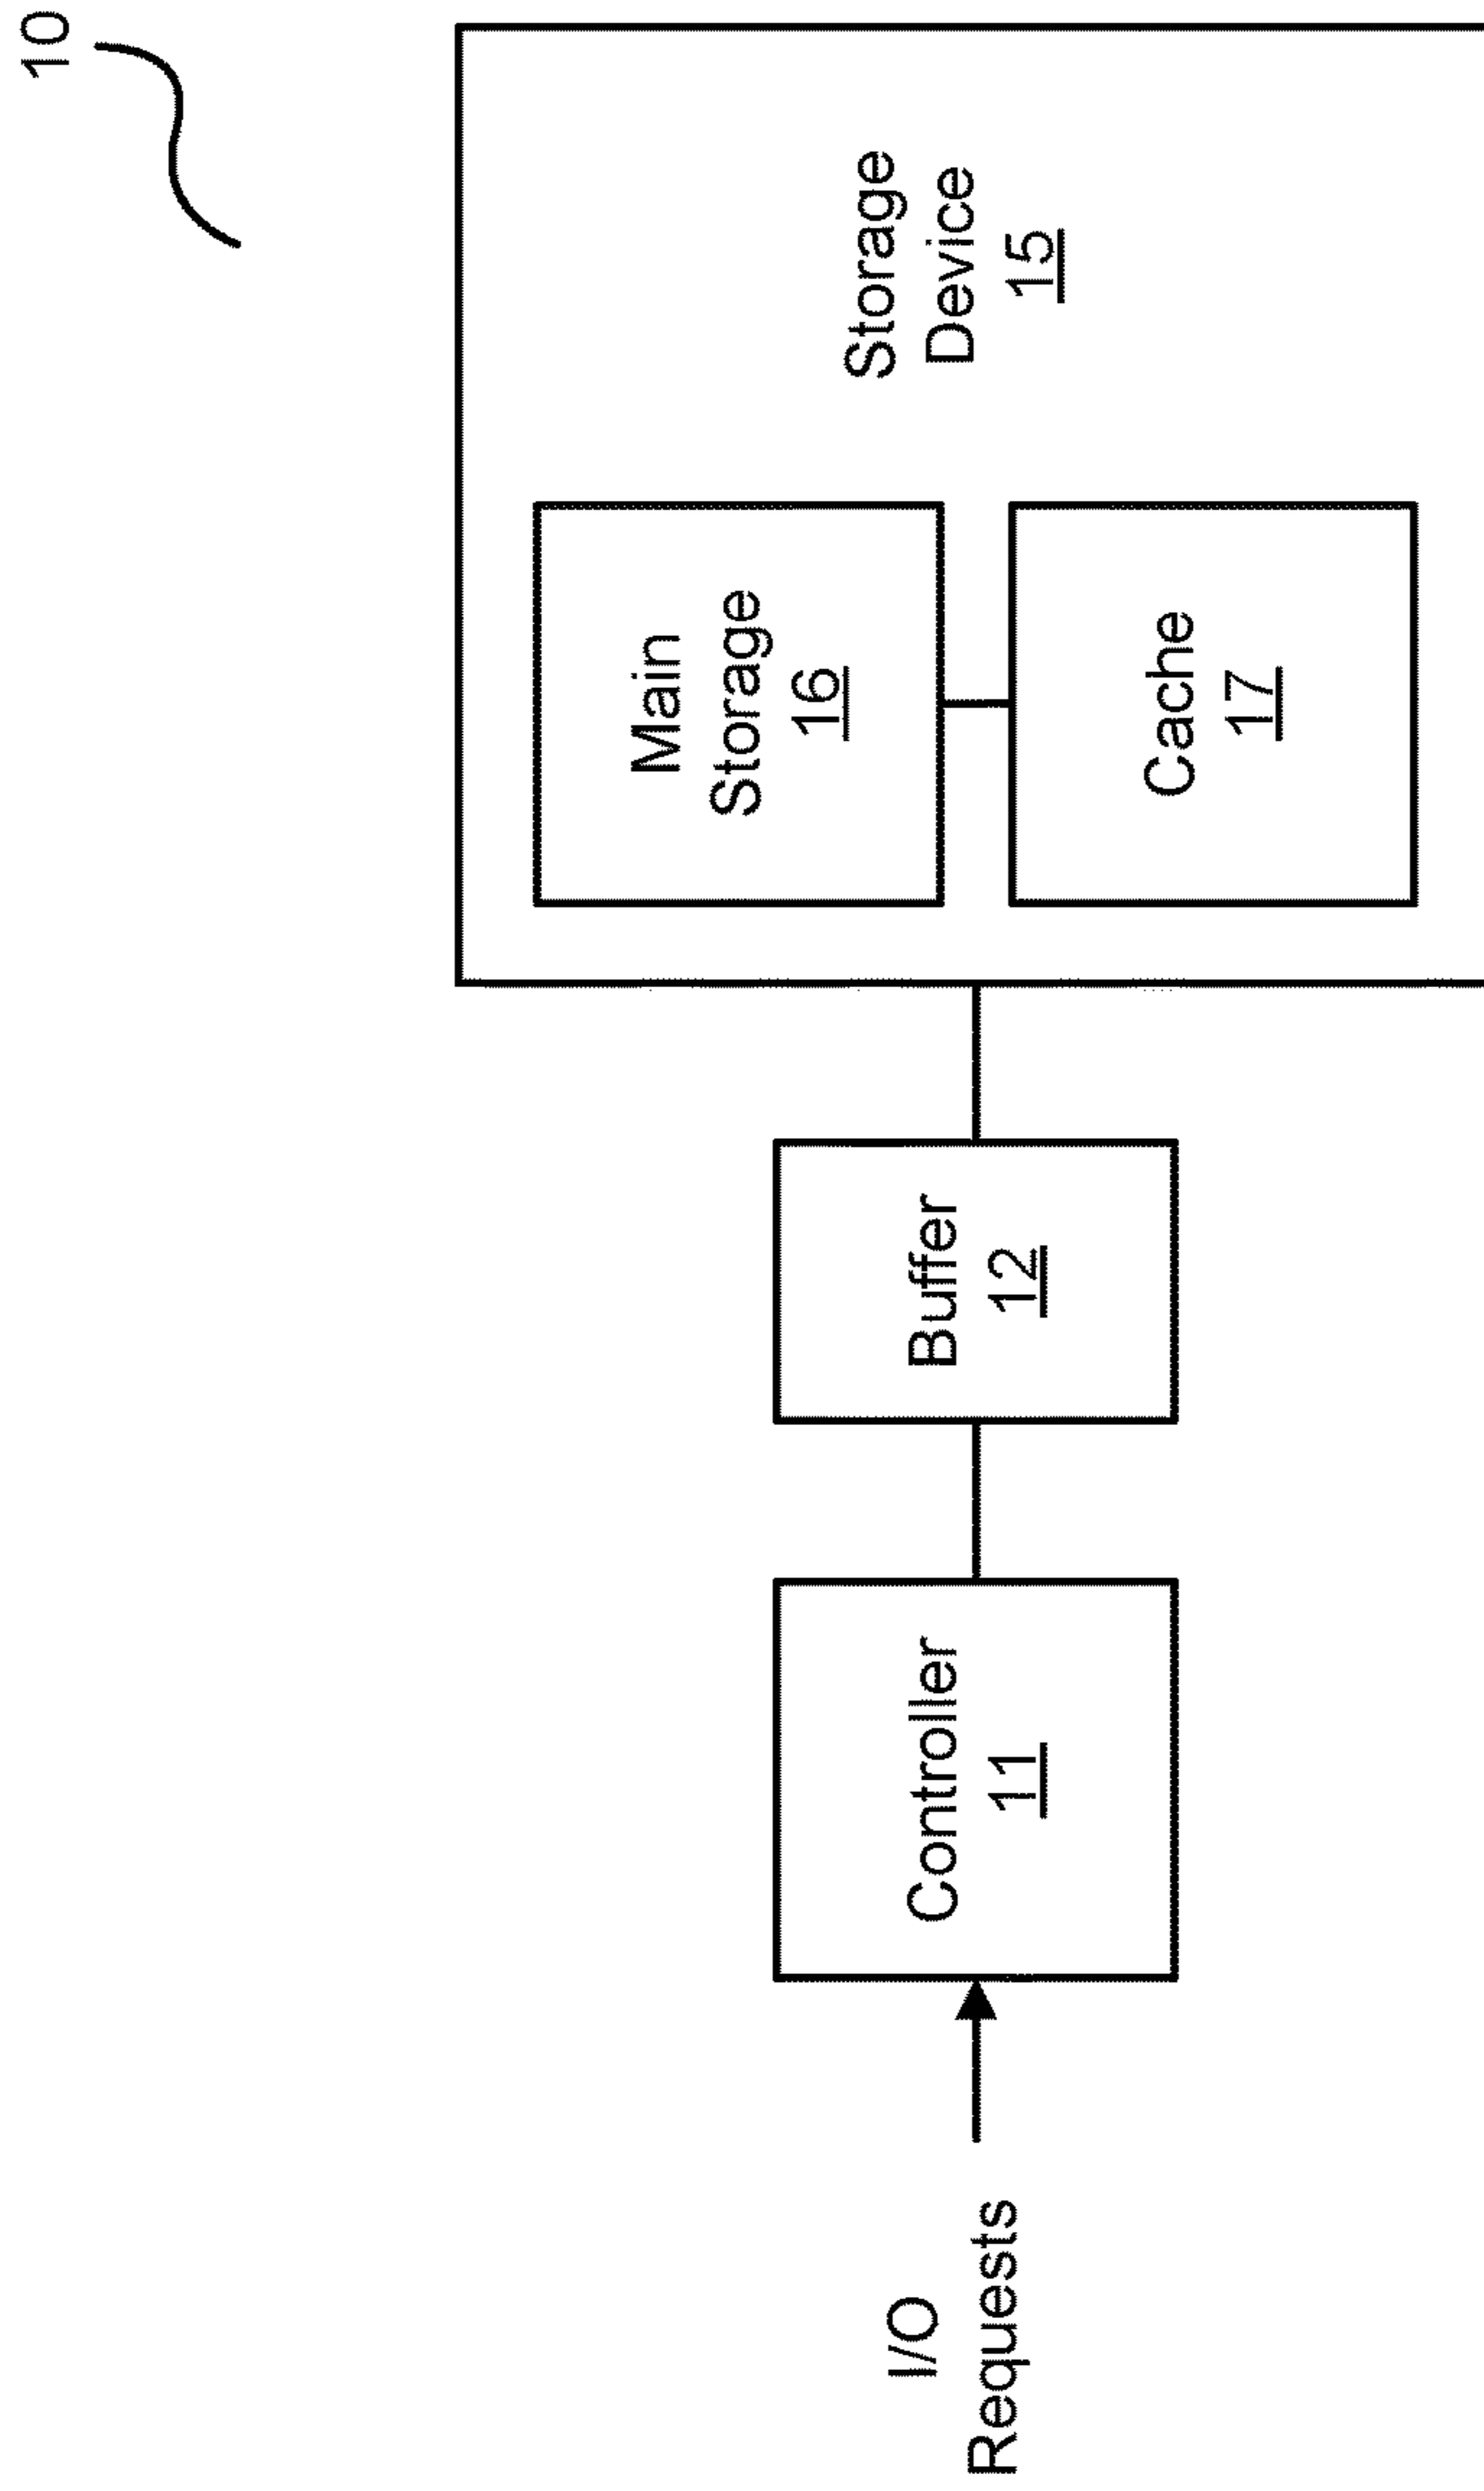 10
I/O
Requests
Controller
11
Buffer
12
Main
Storage
16
Cache
17
Storage
Device
15